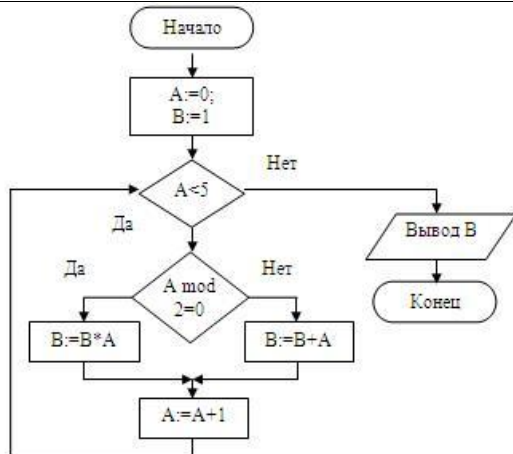 Начало
A:=0;
B:=1
A<5
Нет
Да
Вывод В
Да
A mod
2=0
Нет
Конец
B:=B*A
B:=B+A
A:=A+1